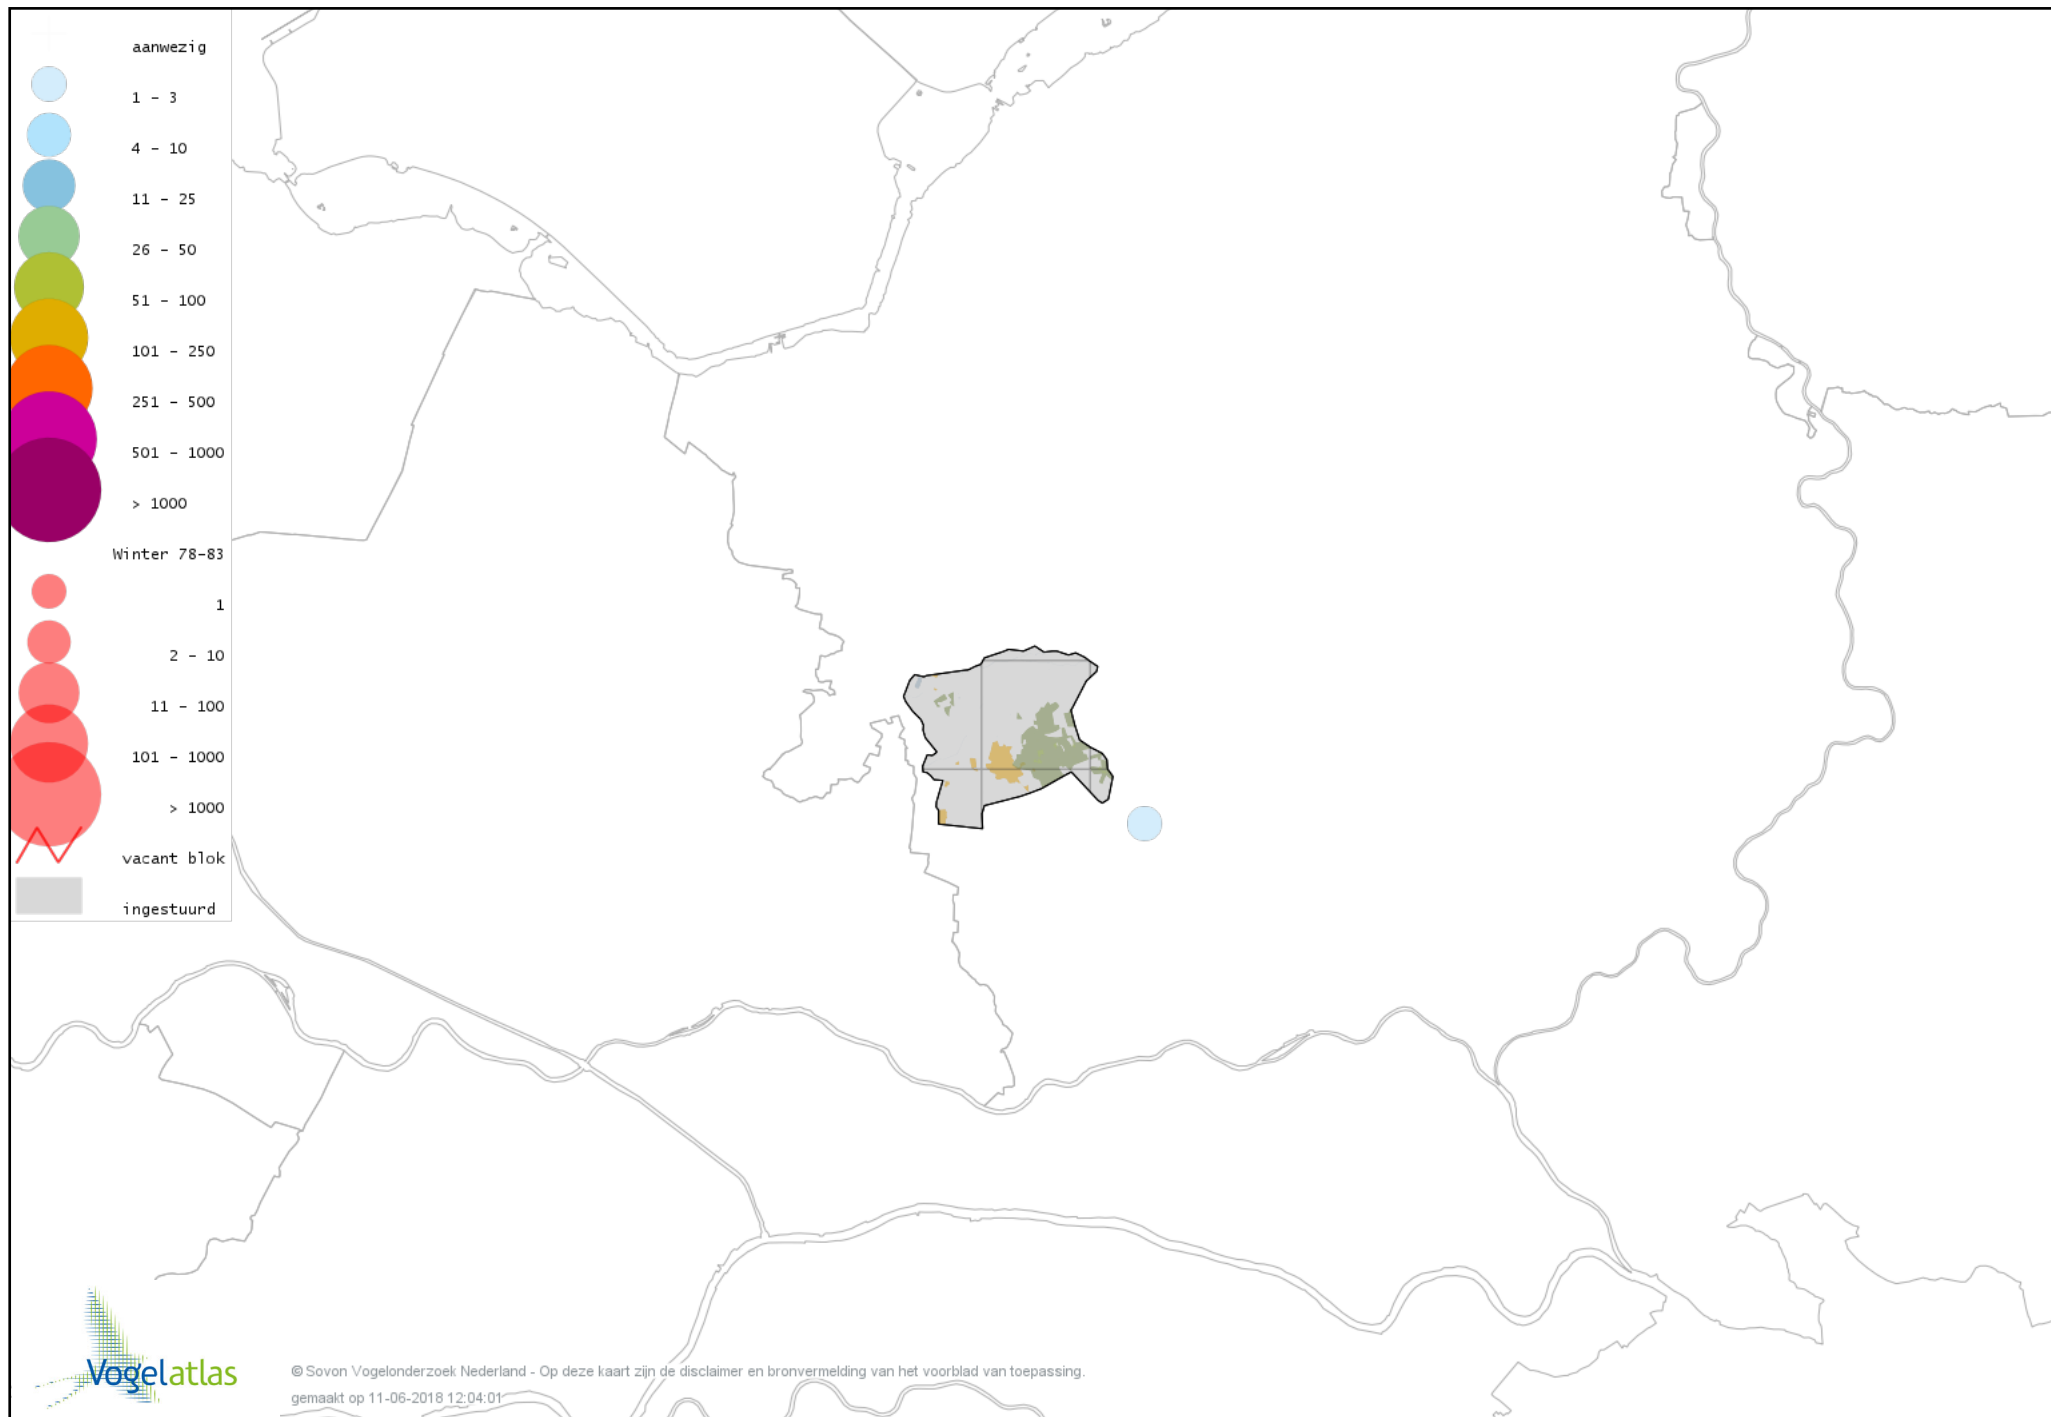 aanwezig
1 - 3
4 - 10
11 - 25
26 - 50
51 - 100
101 - 250
251 - 500
501 - 1000
> 1000
Winter 78-83
1
2 - 10
11 - 100
101 - 1000
> 1000
vacant blok
ingestuurd
Vogelatlas
© Sovon Vogelonderzoek Nederland - Op deze kaart zijn de disclaimer en bronvermelding van het voorblad van toepassing.
gemaakt op 11-06-2018 12:04:01